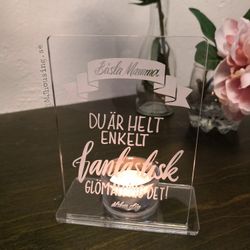 Bästa Mamma
DU ÄR HELT
ENKELT
fantastisk
GLÖM ALDRIG DET!